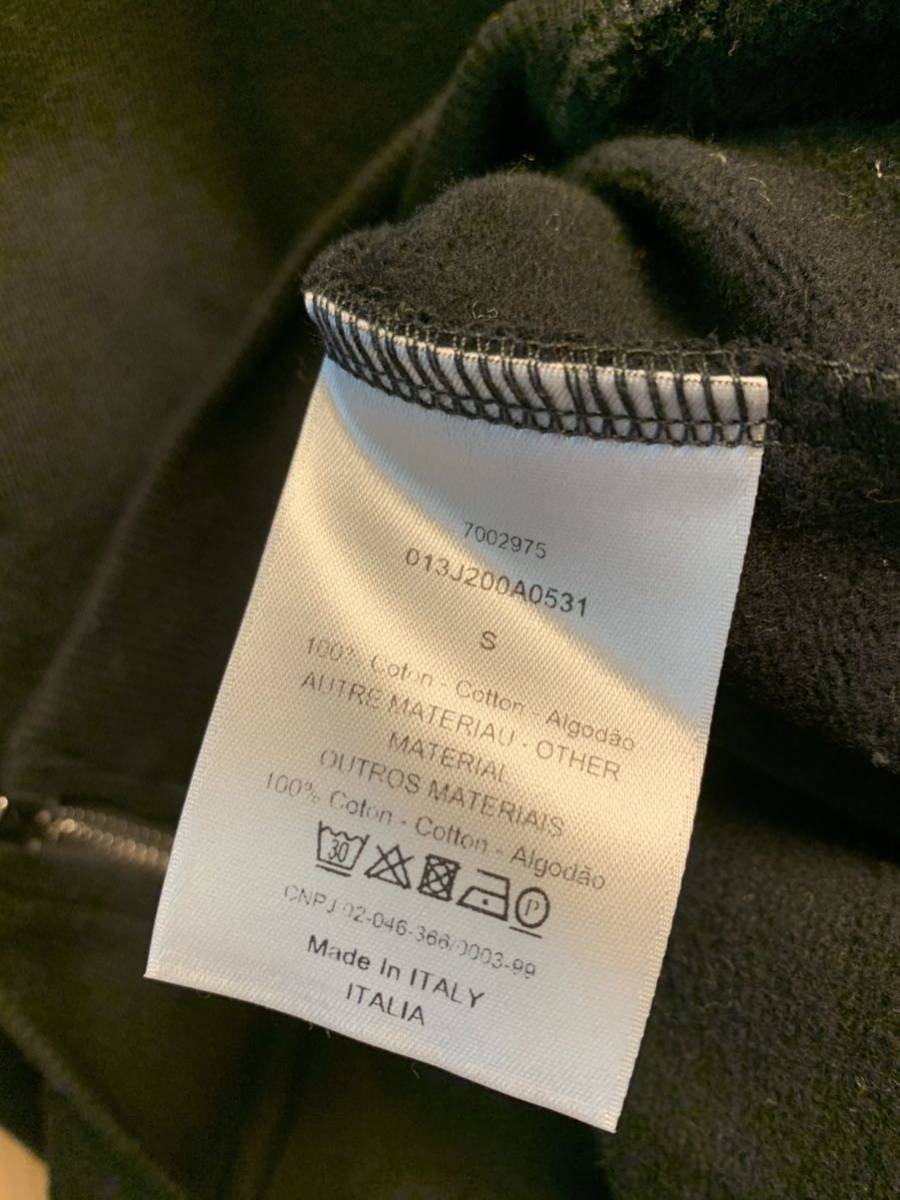 7002975
013J200A0531
S
100% Coton - Cotton - Algodão
AUTRE MATERIAU - OTHER
MATERIAL
OUTROS MATERIAIS
100% Coton - Cotton - Algodão
30 P
CNPJ 02-046-366/0003-99
Made In ITALY
ITALIA